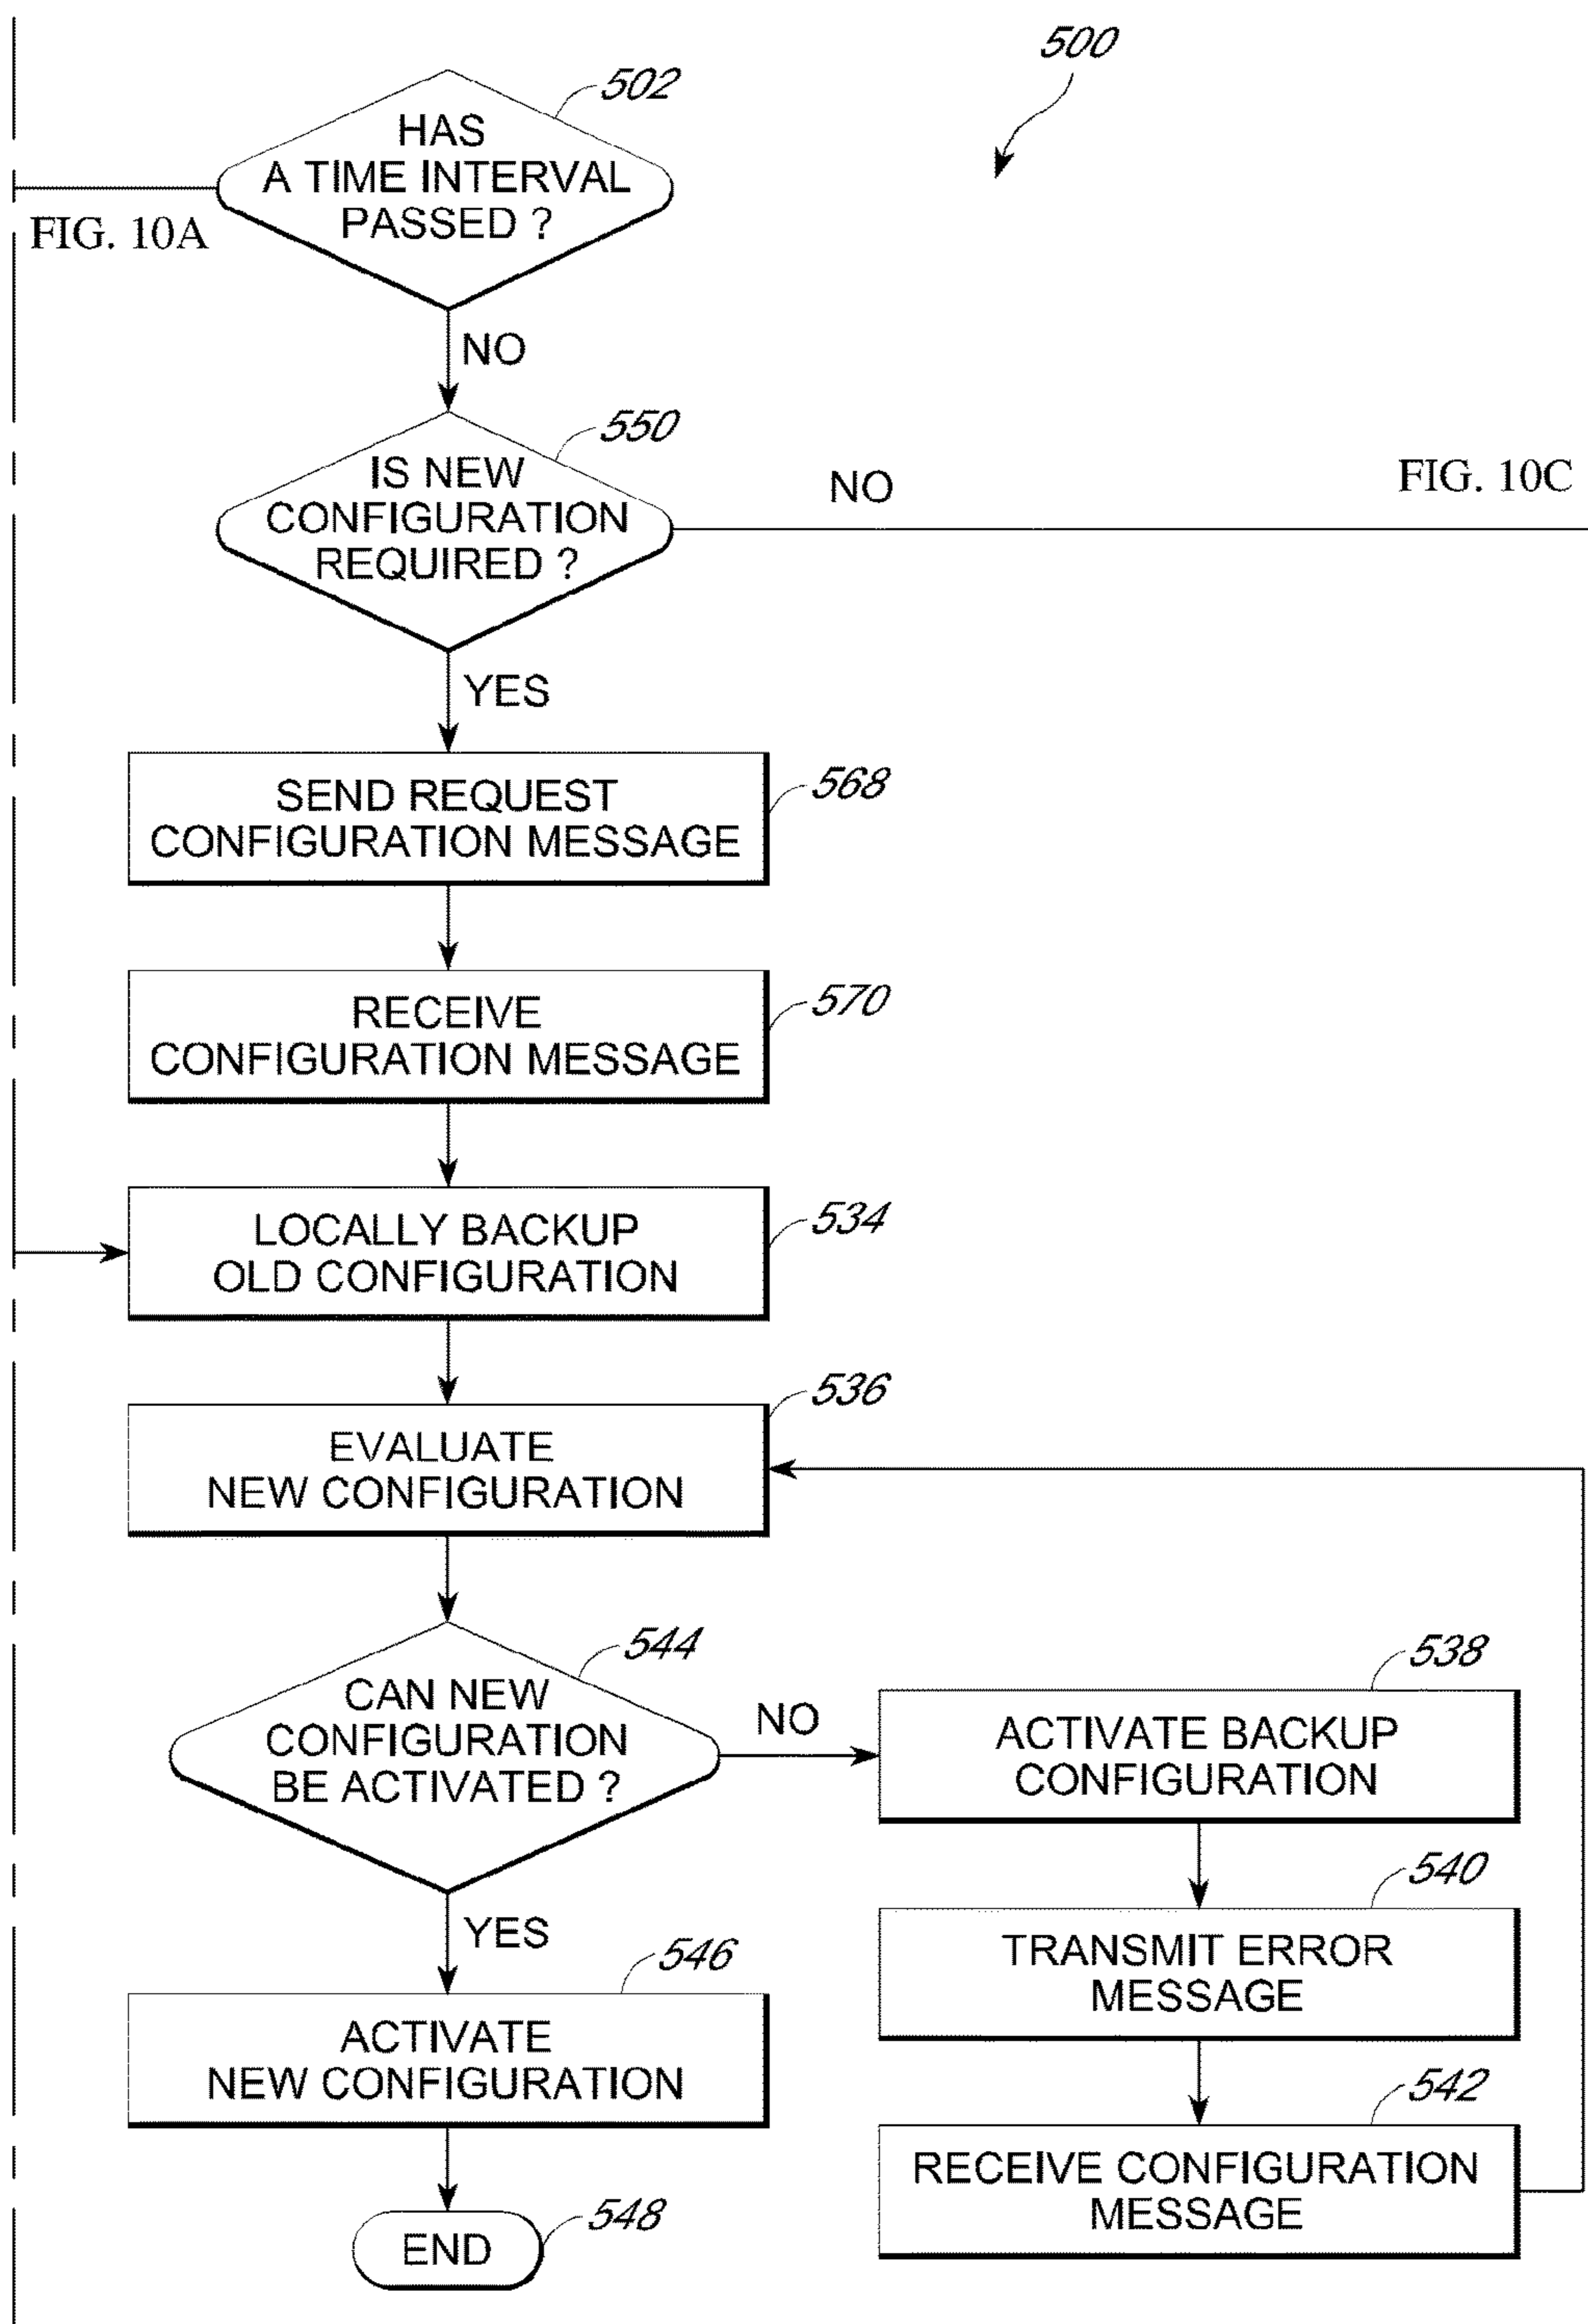 500
502
HAS
A TIME INTERVAL
PASSED ?
FIG. 10A
NO
550
IS NEW
CONFIGURATION
REQUIRED ?
NO
FIG. 10C
YES
568
SEND REQUEST
CONFIGURATION MESSAGE
570
RECEIVE
CONFIGURATION MESSAGE
534
LOCALLY BACKUP
OLD CONFIGURATION
536
EVALUATE
NEW CONFIGURATION
544
CAN NEW
CONFIGURATION
BE ACTIVATED ?
NO
538
ACTIVATE BACKUP
CONFIGURATION
540
TRANSMIT ERROR
MESSAGE
542
RECEIVE CONFIGURATION
MESSAGE
YES
546
ACTIVATE
NEW CONFIGURATION
END
548